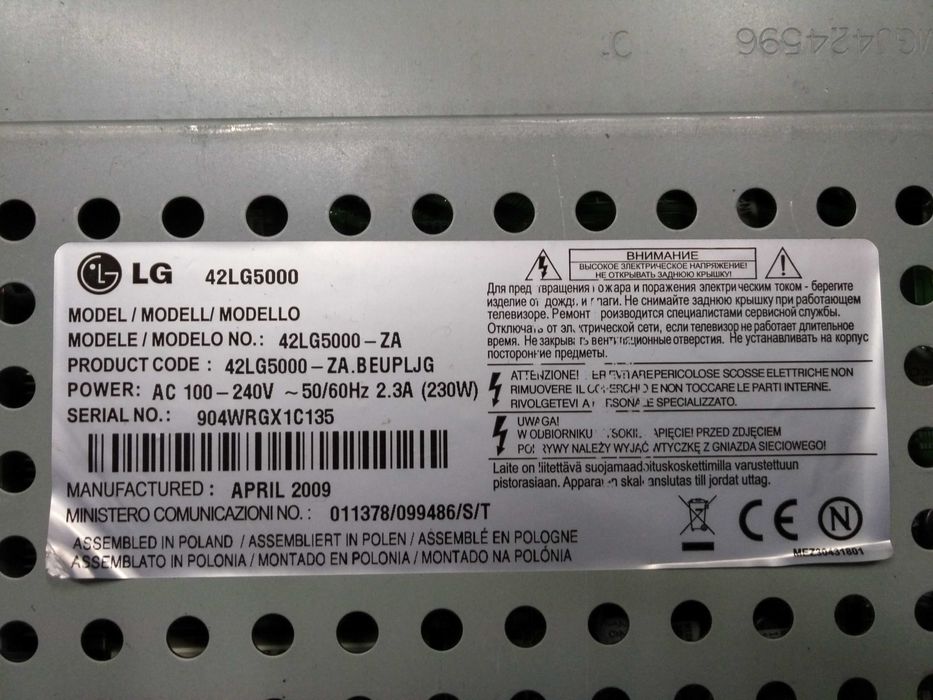 LG 42LG5000
MODEL / MODELL/ MODELLO
MODELE / MODELO NO.: 42LG5000-ZA
PRODUCT CODE : 42LG5000-ZA.BEUPLJG
POWER: AC 100-240V ~50/60Hz 2.3A (230W)
SERIAL NO.: 904WRGX1C135
MANUFACTURED : APRIL 2009
MINISTERO COMUNICAZIONI NO.: 011378/099486/S/T
ASSEMBLED IN POLAND / ASSEMBLIERT IN POLEN / ASSEMBLÉ EN POLOGNE
ASSEMBLATO IN POLONIA / MONTADO EN POLONIA / MONTADO NA POLÓNIA
ВНИМАНИЕ
ВЫСОКОЕ ЭЛЕКТРИЧЕСКОЕ НАПРЯЖЕНИЕ!
НЕ ОТКРЫВАТЬ ЗАДНЮЮ КРЫШКУ!
Для предотвращения пожара и поражения электрическим током - берегите
изделие от дождя и влаги. Не снимайте заднюю крышку при работающем
телевизоре. Ремонт производится специалистами сервисной службы.
Отключать от электрической сети, если телевизор не работает длительное
время. Не закрывать вентиляционные отверстия. Не устанавливать на корпус
посторонние предметы.
ATTENZIONE! PER EVITARE PERICOLOSE SCOSSE ELETTRICHE NON
RIMUOVERE IL COPERCHIO E NON TOCCARE LE PARTI INTERNE.
RIVOLGETEVI A PERSONALE SPECIALIZZATO.
UWAGA!
W ODBIORNIKU WYSOKIE NAPIĘCIE! PRZED ZDJĘCIEM
POKRYWY NALEŻY WYJĄĆ WTYCZKĘ Z GNIAZDA SIECIOWEGO!
Laite on liitettävä suojamaadoituskoskettimilla varustettuun
pistorasiaan. Apparaten skall anslutas till jordat uttag.
CE N
MEZ30431801